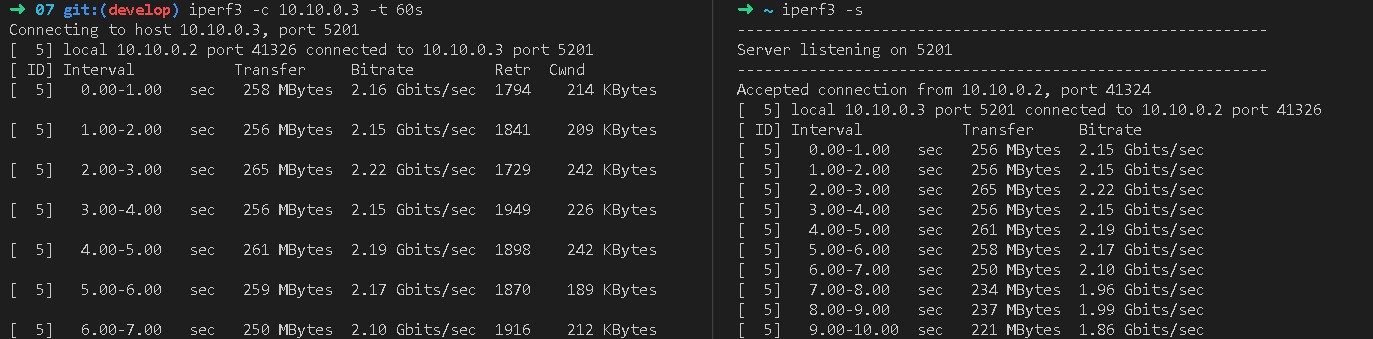 ➜ 07 git:(develop) iperf3 -c 10.10.0.3 -t 60s
Connecting to host 10.10.0.3, port 5201
[  5] local 10.10.0.2 port 41326 connected to 10.10.0.3 port 5201
[ ID] Interval           Transfer     Bitrate         Retr  Cwnd
[  5]   0.00-1.00   sec   258 MBytes  2.16 Gbits/sec  1794    214 KBytes
[  5]   1.00-2.00   sec   256 MBytes  2.15 Gbits/sec  1841    209 KBytes
[  5]   2.00-3.00   sec   265 MBytes  2.22 Gbits/sec  1729    242 KBytes
[  5]   3.00-4.00   sec   256 MBytes  2.15 Gbits/sec  1949    226 KBytes
[  5]   4.00-5.00   sec   261 MBytes  2.19 Gbits/sec  1898    242 KBytes
[  5]   5.00-6.00   sec   259 MBytes  2.17 Gbits/sec  1870    189 KBytes
[  5]   6.00-7.00   sec   250 MBytes  2.10 Gbits/sec  1916    212 KBytes
➜ ~ iperf3 -s
-----------------------------------------------------------
Server listening on 5201
-----------------------------------------------------------
Accepted connection from 10.10.0.2, port 41324
[  5] local 10.10.0.3 port 5201 connected to 10.10.0.2 port 41326
[ ID] Interval           Transfer     Bitrate
[  5]   0.00-1.00   sec   256 MBytes  2.15 Gbits/sec
[  5]   1.00-2.00   sec   256 MBytes  2.15 Gbits/sec
[  5]   2.00-3.00   sec   265 MBytes  2.22 Gbits/sec
[  5]   3.00-4.00   sec   256 MBytes  2.15 Gbits/sec
[  5]   4.00-5.00   sec   261 MBytes  2.19 Gbits/sec
[  5]   5.00-6.00   sec   258 MBytes  2.17 Gbits/sec
[  5]   6.00-7.00   sec   250 MBytes  2.10 Gbits/sec
[  5]   7.00-8.00   sec   234 MBytes  1.96 Gbits/sec
[  5]   8.00-9.00   sec   237 MBytes  1.99 Gbits/sec
[  5]   9.00-10.00  sec   221 MBytes  1.86 Gbits/sec